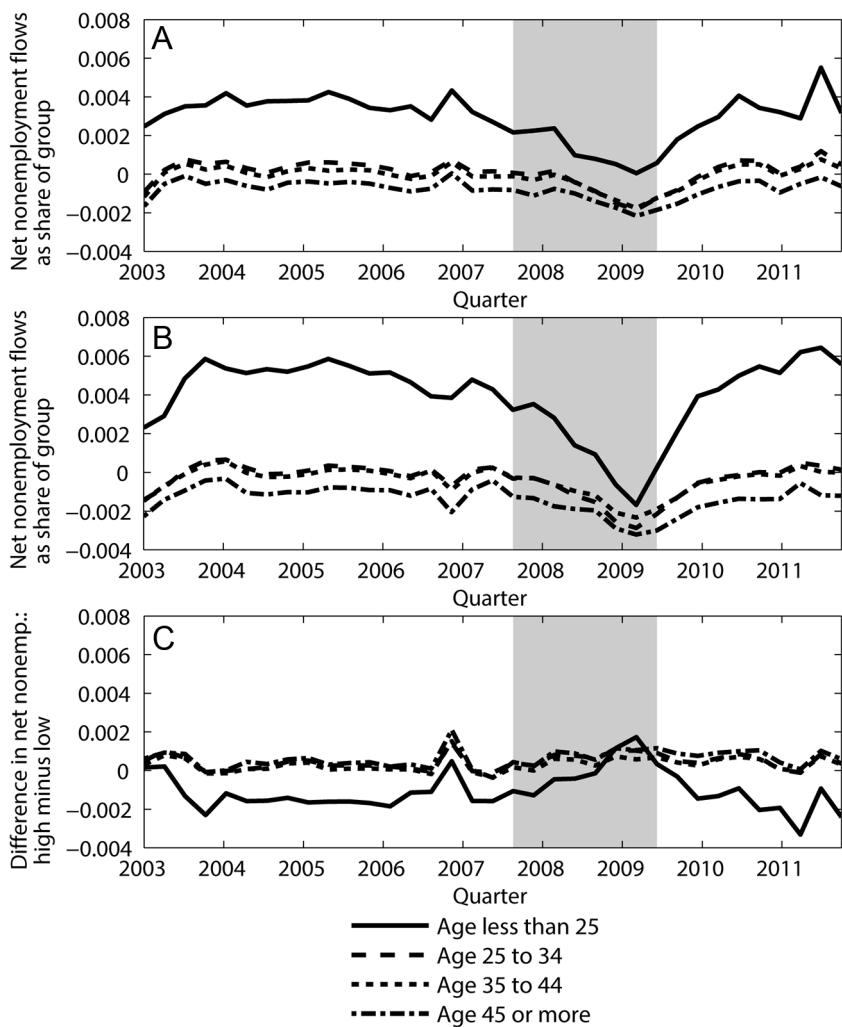 A
Net nonemployment flows
as share of group
0.008
0.006
0.004
0.002
0
−0.002
−0.004
2003 2004 2005 2006 2007 2008 2009 2010 2011
Quarter
B
Net nonemployment flows
as share of group
0.008
0.006
0.004
0.002
0
−0.002
−0.004
2003 2004 2005 2006 2007 2008 2009 2010 2011
Quarter
C
Difference in net nonemp.:
high minus low
0.008
0.006
0.004
0.002
0
−0.002
−0.004
2003 2004 2005 2006 2007 2008 2009 2010 2011
Quarter
Age less than 25
Age 25 to 34
Age 35 to 44
Age 45 or more